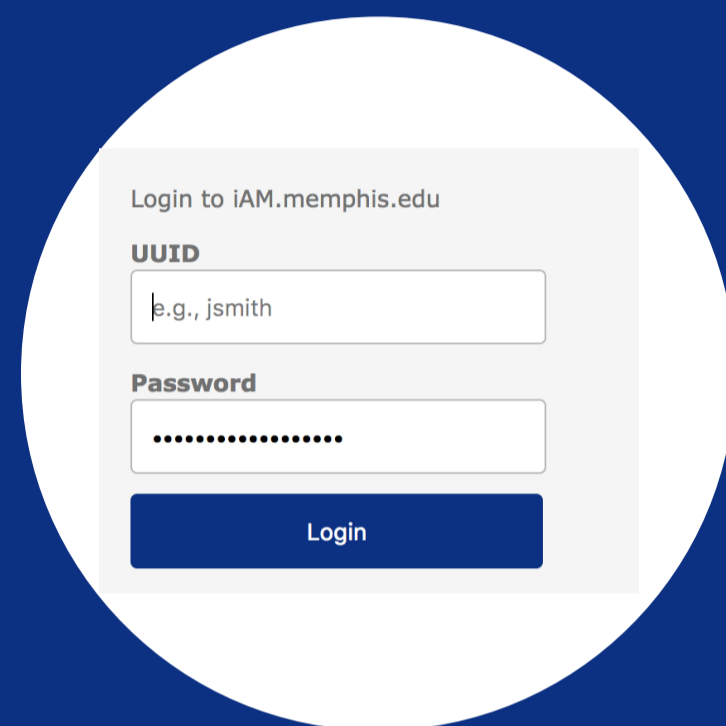 Login to iAM.memphis.edu
UUID
e.g., jsmith
Password
••••••••••••••••••
Login